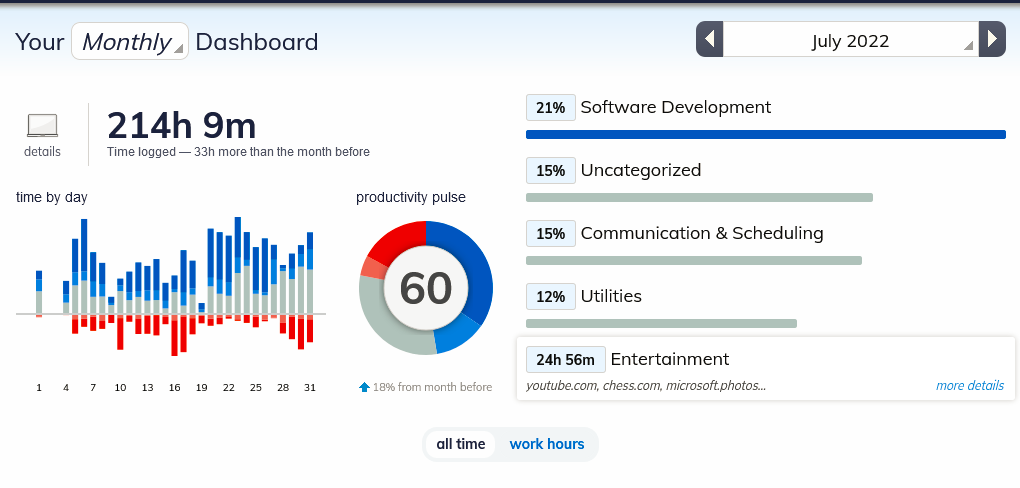 Your Monthly Dashboard
July 2022
details
214h 9m
Time logged — 33h more than the month before
time by day
1 4 7 10 13 16 19 22 25 28 31
productivity pulse
60
18% from month before
21% Software Development
15% Uncategorized
15% Communication & Scheduling
12% Utilities
24h 56m Entertainment
youtube.com, chess.com, microsoft.photos... more details
all time work hours